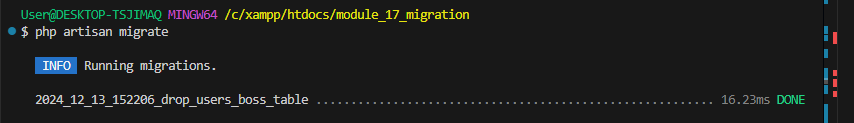 User@DESKTOP-TSJIMAQ MINGW64 /c/xampp/htdocs/module_17_migration
$ php artisan migrate
INFO Running migrations.
2024_12_13_152206_drop_users_boss_table ......................................................... 16.23ms DONE